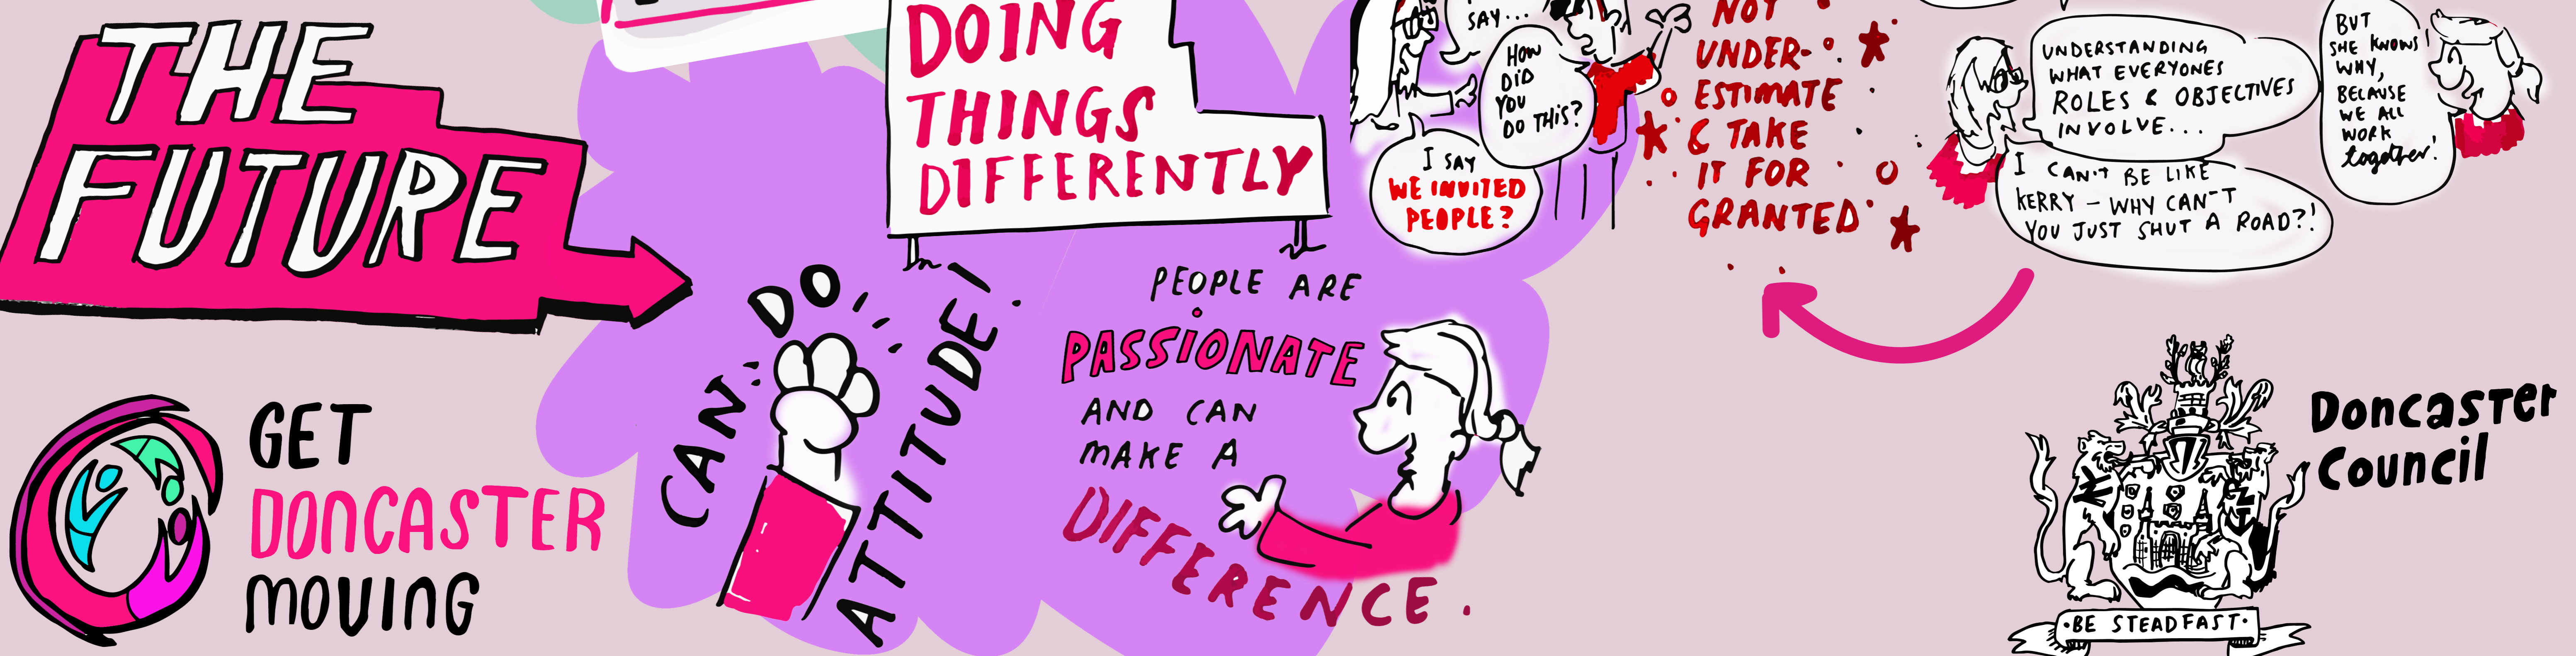 THE
FUTURE
GET
DONCASTER
MOVING
DOING
THINGS
DIFFERENTLY
CAN DO
ATTITUDE!
PEOPLE ARE
PASSIONATE
AND CAN
MAKE A
DIFFERENCE.
SAY...
HOW
DID
YOU
DO THIS?
I SAY
WE INVITED
PEOPLE?
NOT
UNDER-
ESTIMATE
& TAKE
IT FOR
GRANTED
UNDERSTANDING
WHAT EVERYONES
ROLES & OBJECTIVES
INVOLVE...
I CAN'T BE LIKE
KERRY – WHY CAN'T
YOU JUST SHUT A ROAD?!
BUT
SHE KNOWS
WHY,
BECAUSE
WE ALL
WORK
together!
Doncaster
Council
·BE STEADFAST·